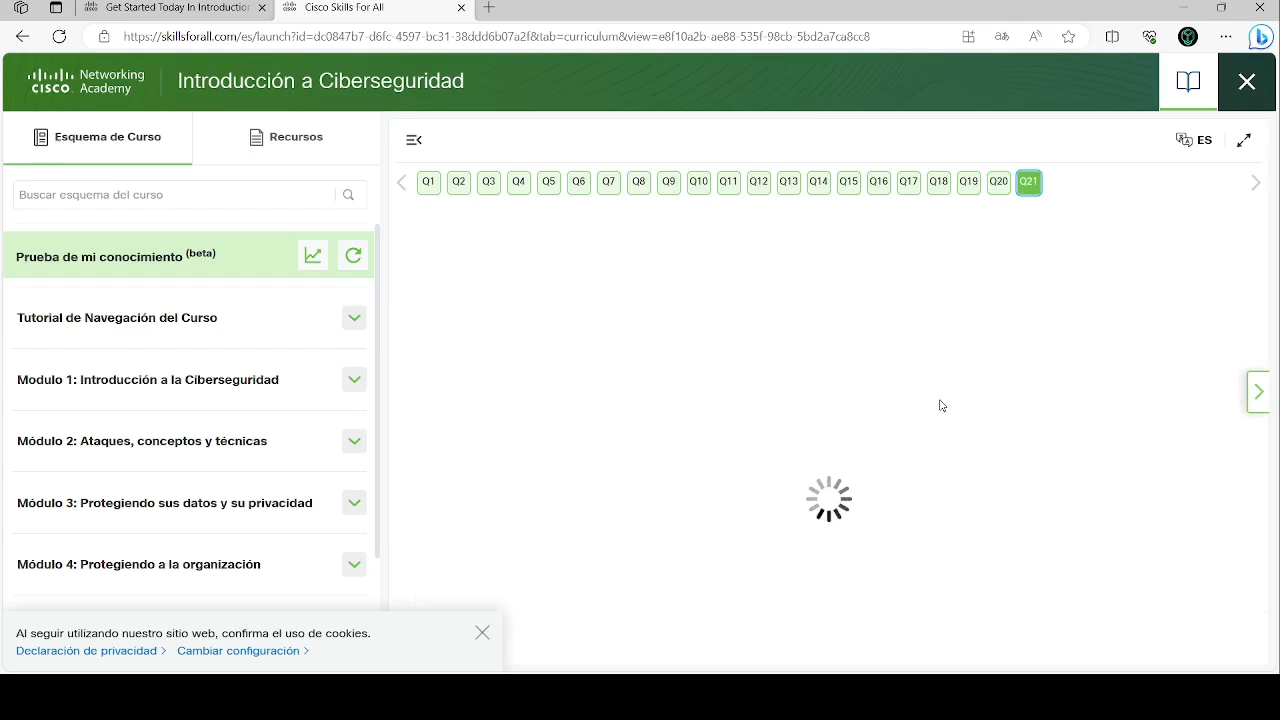 Get Started Today In Introduction
Cisco Skills For All
https://skillsforall.com/es/launch?id=dc0847b7-d6fc-4597-bc31-38ddd6b07a2f&tab=curriculum&view=e8f10a2b-ae88-535f-98cb-5bd2a7ca8cc8
CISCO Networking Academy
Introducción a Ciberseguridad
Esquema de Curso
Recursos
ES
Buscar esquema del curso
Q1 Q2 Q3 Q4 Q5 Q6 Q7 Q8 Q9 Q10 Q11 Q12 Q13 Q14 Q15 Q16 Q17 Q18 Q19 Q20 Q21
Prueba de mi conocimiento (beta)
Tutorial de Navegación del Curso
Modulo 1: Introducción a la Ciberseguridad
Módulo 2: Ataques, conceptos y técnicas
Módulo 3: Protegiendo sus datos y su privacidad
Módulo 4: Protegiendo a la organización
Al seguir utilizando nuestro sitio web, confirma el uso de cookies.
Declaración de privacidad > Cambiar configuración >